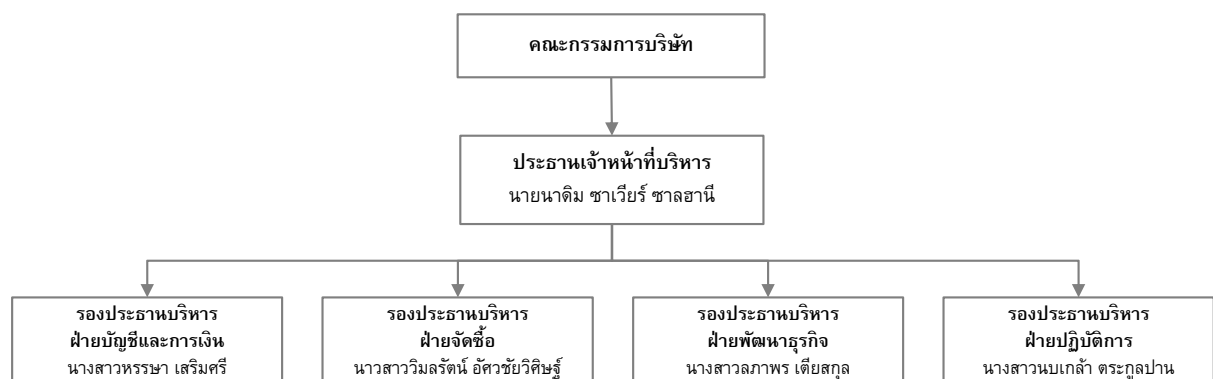 คณะกรรมการบริษัท
ประธานเจ้าหน้าที่บริหาร
นายนาดิม ซาเวียร์ ซาลฮานี
รองประธานบริหาร
ฝ่ายบัญชีและการเงิน
นางสาวหรรษา เสริมศรี
รองประธานบริหาร
ฝ่ายจัดซื้อ
นาวสาววิมลรัตน์ อัศวชัยวิศิษฐ์
รองประธานบริหาร
ฝ่ายพัฒนาธุรกิจ
นางสาวลภาพร เตียสกุล
รองประธานบริหาร
ฝ่ายปฏิบัติการ
นางสาวนบเกล้า ตระกูลปาน